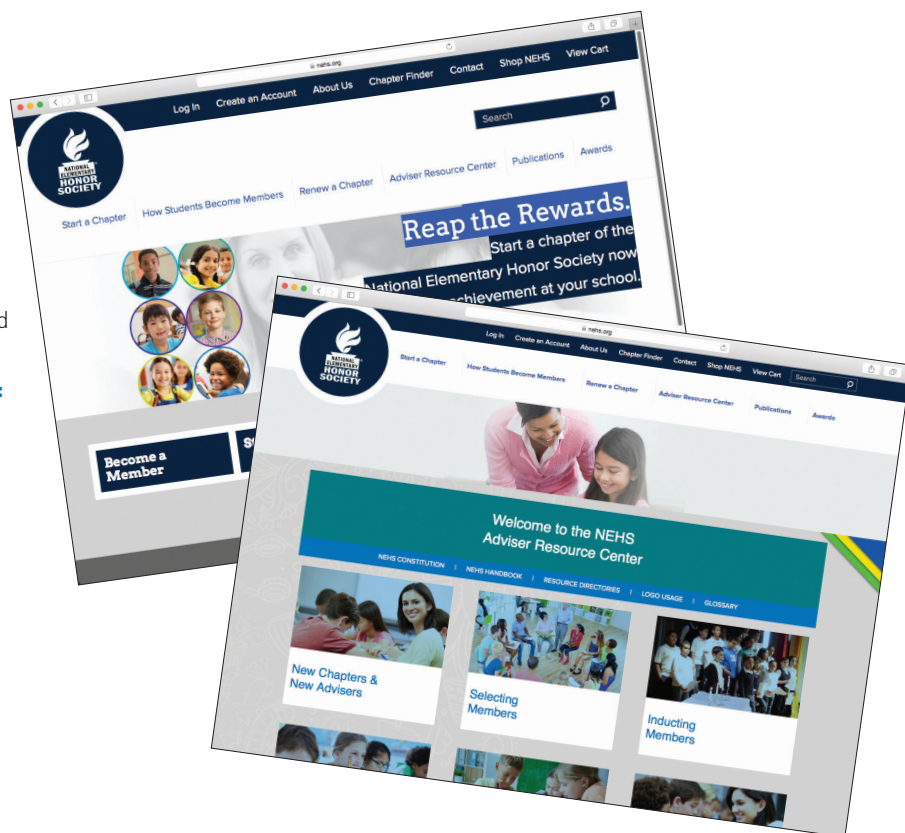 nehs.org
Log In Create an Account About Us Chapter Finder Contact Shop NEHS View Cart
Search
NATIONAL
ELEMENTARY
HONOR
SOCIETY
Start a Chapter How Students Become Members Renew a Chapter Adviser Resource Center Publications Awards
Reap the Rewards.
Start a chapter of the
National Elementary Honor Society now
achievement at your school.
Become a
Member
nehs.org
Log In Create an Account About Us Chapter Finder Contact Shop NEHS View Cart Search
NATIONAL
ELEMENTARY
HONOR
SOCIETY
Start a Chapter How Students Become Members Renew a Chapter Adviser Resource Center Publications Awards
Welcome to the NEHS
Adviser Resource Center
NEHS CONSTITUTION | NEHS HANDBOOK | RESOURCE DIRECTORIES | LOGO USAGE | GLOSSARY
New Chapters &
New Advisers
Selecting
Members
Inducting
Members